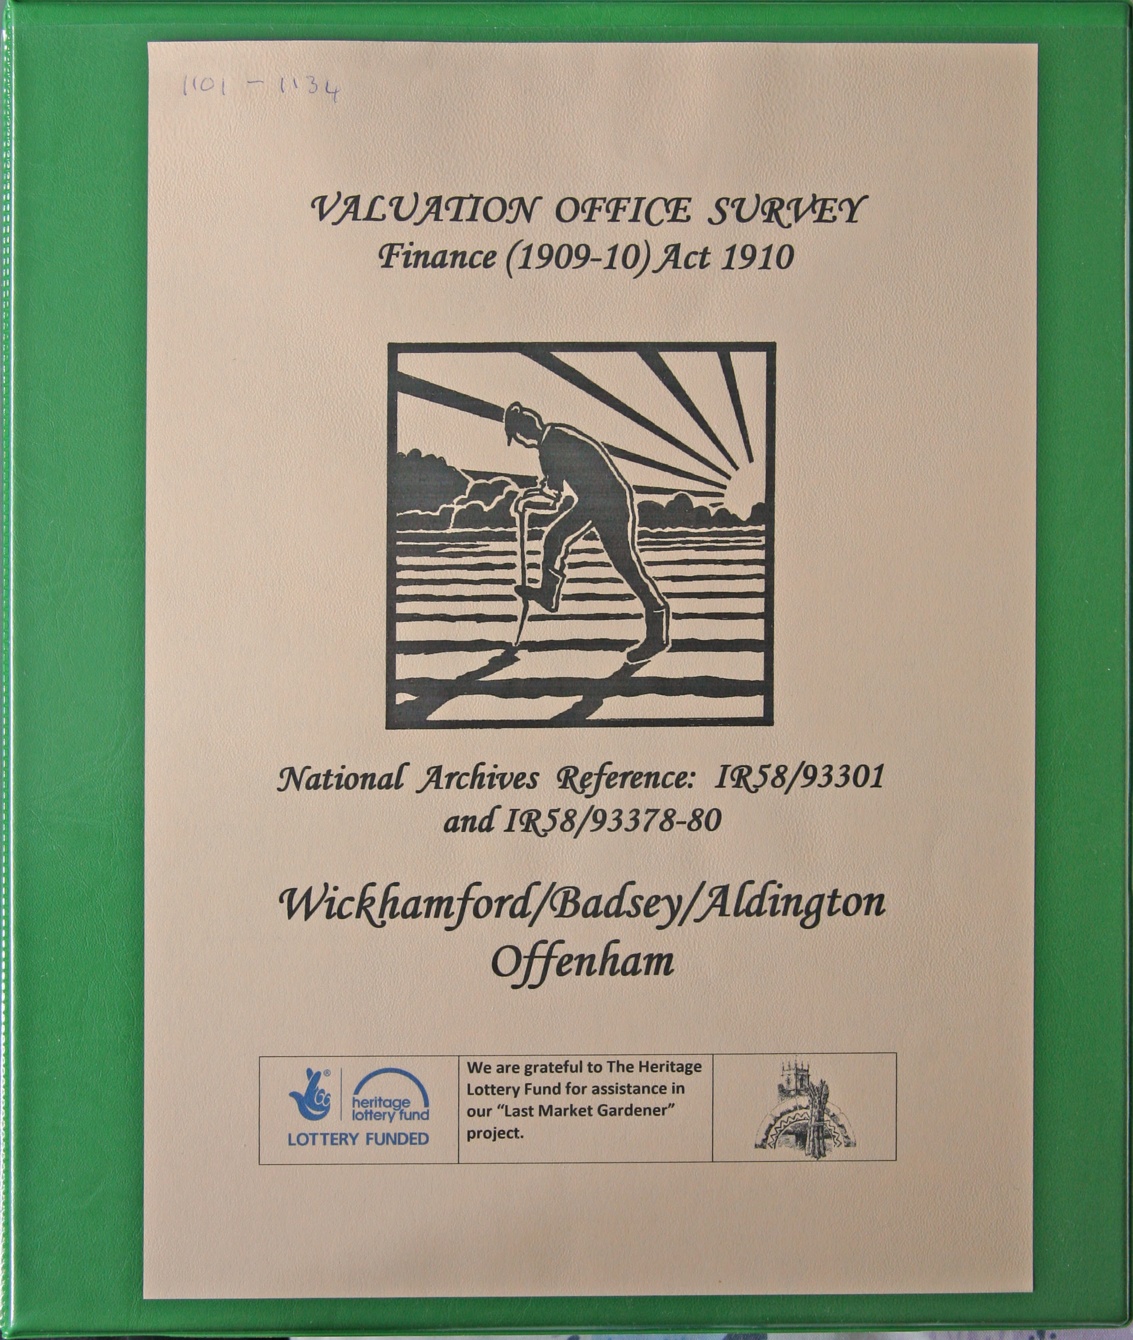 1101 - 1134
VALUATION OFFICE SURVEY
Finance (1909-10) Act 1910
National Archives Reference: IR58/93301
and IR58/93378-80
Wickhamford/Badsey/Aldington
Offenham
heritage
lottery fund
LOTTERY FUNDED
We are grateful to The Heritage
Lottery Fund for assistance in
our “Last Market Gardener”
project.